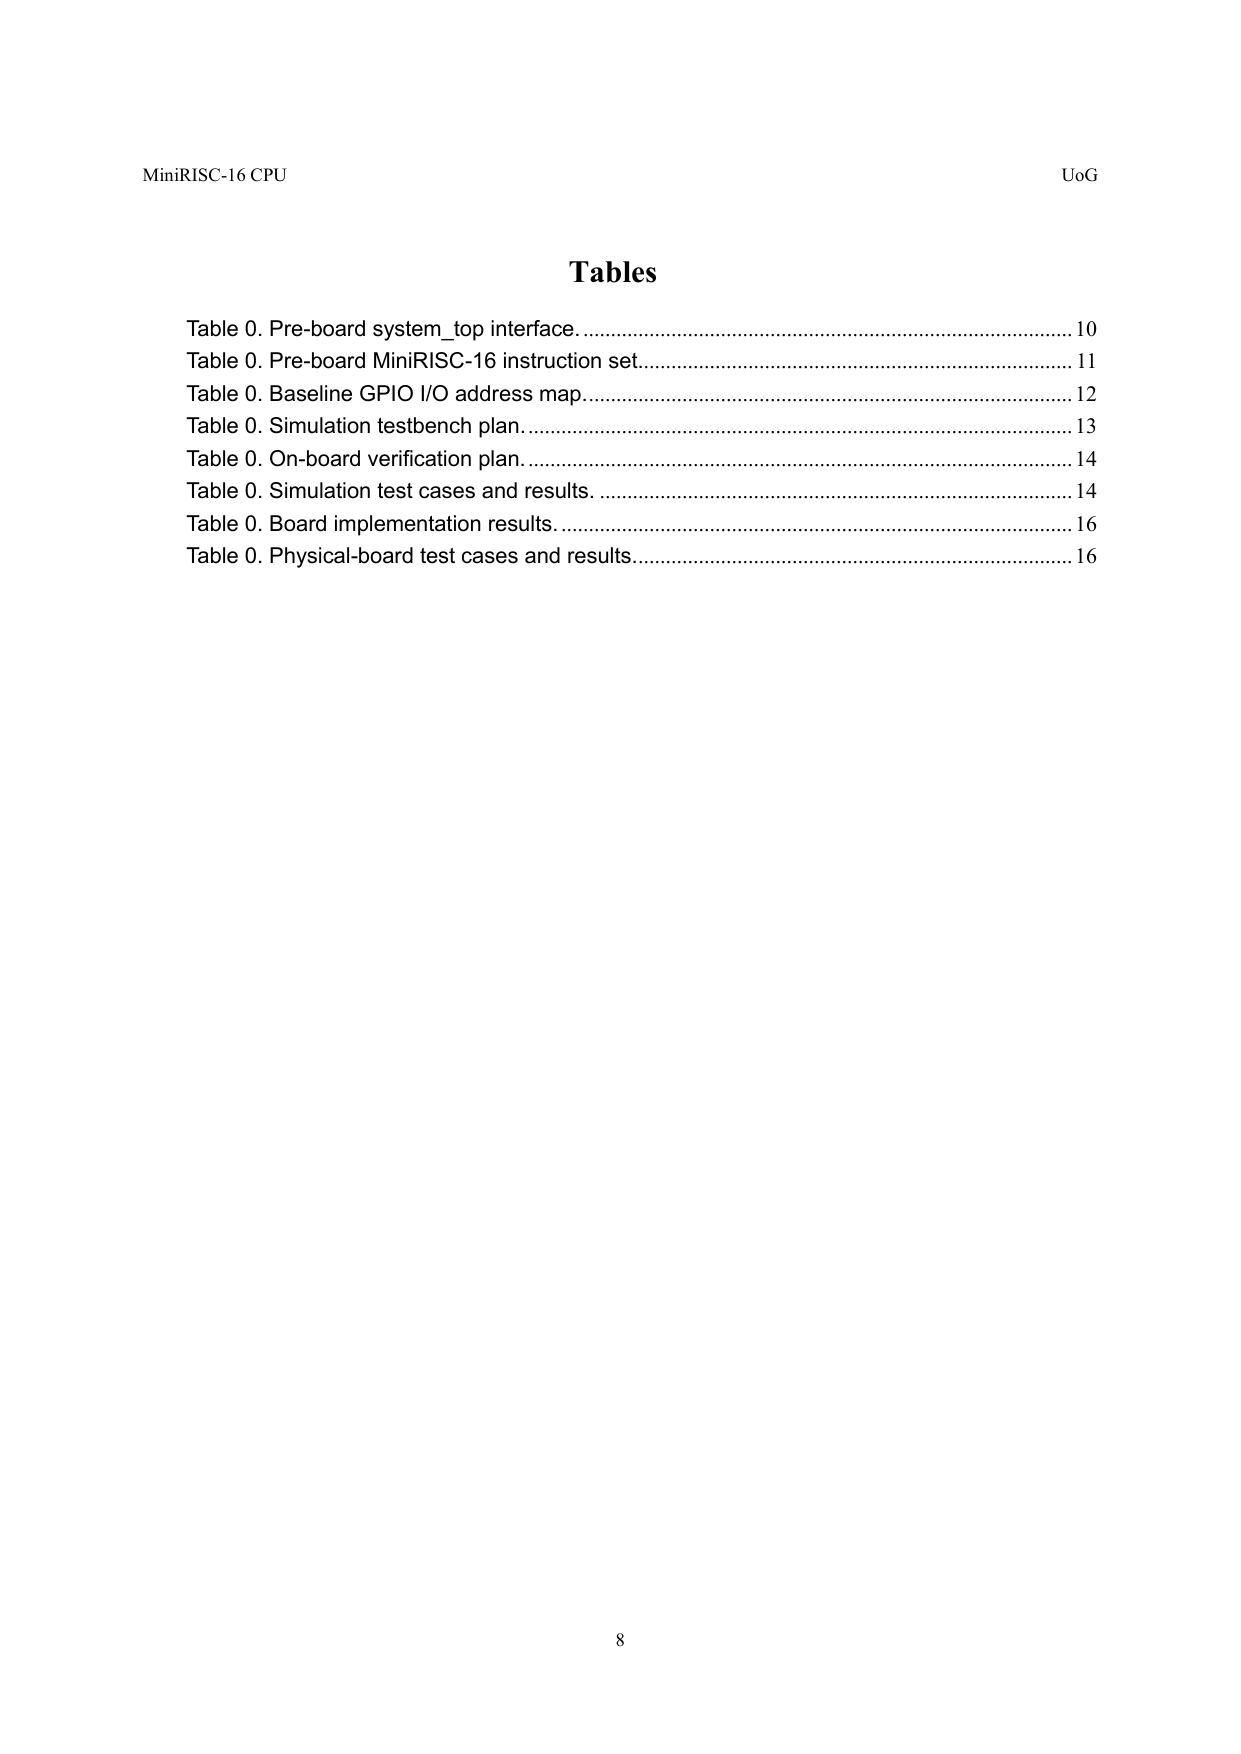 MiniRISC-16 CPU UoG
Tables
Table 0. Pre-board system_top interface. ........................................................................................ 10
Table 0. Pre-board MiniRISC-16 instruction set.............................................................................. 11
Table 0. Baseline GPIO I/O address map........................................................................................ 12
Table 0. Simulation testbench plan. .................................................................................................. 13
Table 0. On-board verification plan. .................................................................................................. 14
Table 0. Simulation test cases and results. ..................................................................................... 14
Table 0. Board implementation results. ............................................................................................ 16
Table 0. Physical-board test cases and results............................................................................... 16
8